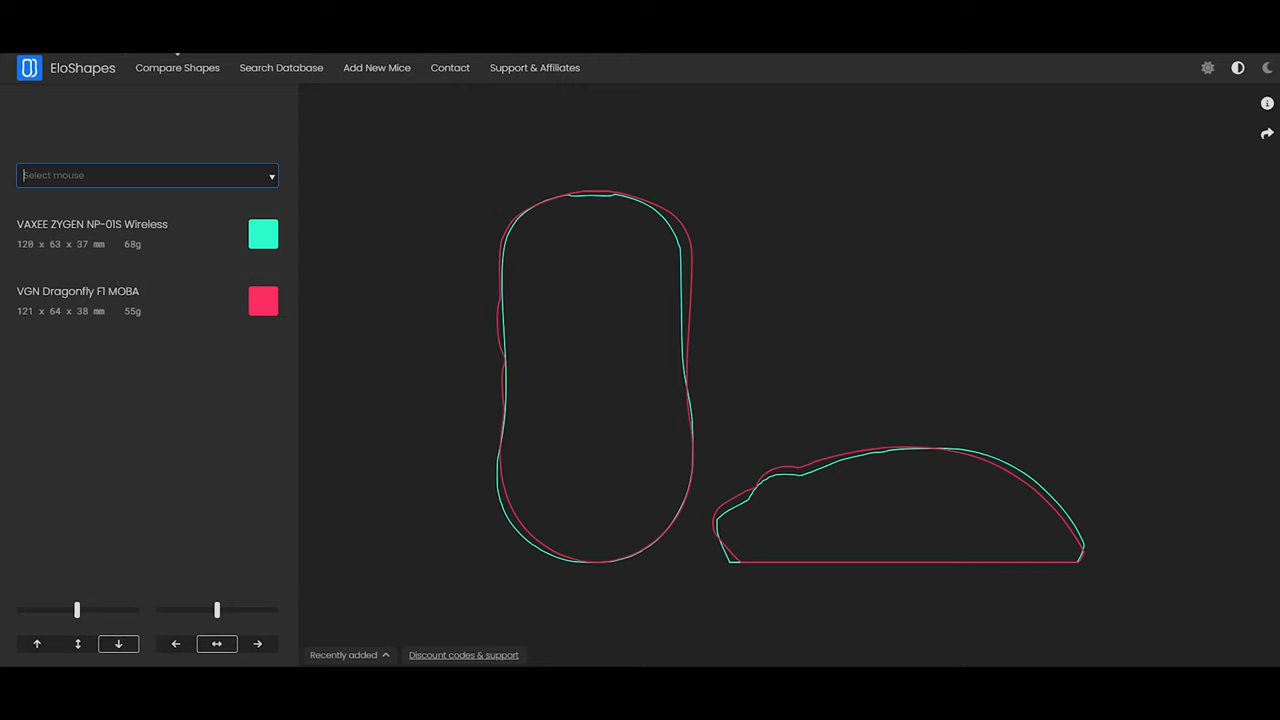 EloShapes
Compare Shapes
Search Database
Add New Mice
Contact
Support & Affiliates
Select mouse
VAXEE ZYGEN NP-01S Wireless
120 x 63 x 37 mm 68g
VGN Dragonfly F1 MOBA
121 x 64 x 38 mm 55g
Recently added
Discount codes & support